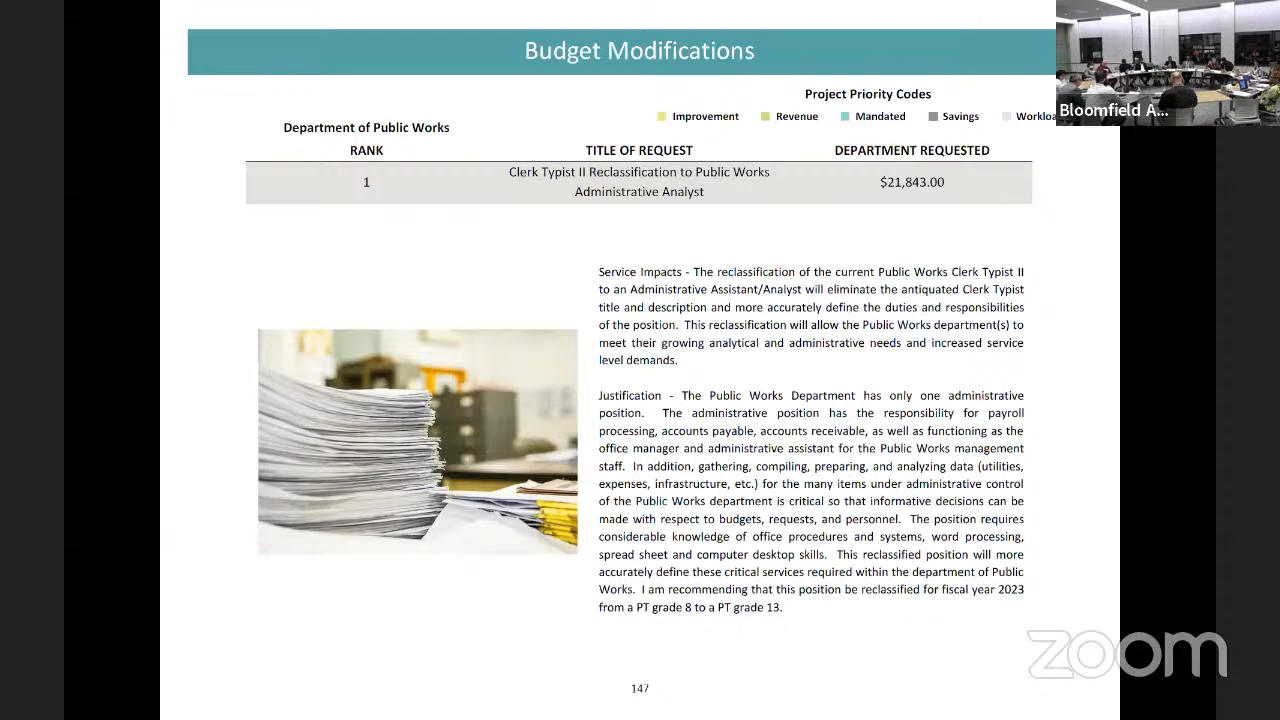 Budget Modifications
Project Priority Codes
Improvement Revenue Mandated Savings Workloa
Bloomfield A...
Department of Public Works
RANK TITLE OF REQUEST DEPARTMENT REQUESTED
1 Clerk Typist II Reclassification to Public Works $21,843.00
Administrative Analyst
Service Impacts - The reclassification of the current Public Works Clerk Typist II
to an Administrative Assistant/Analyst will eliminate the antiquated Clerk Typist
title and description and more accurately define the duties and responsibilities
of the position. This reclassification will allow the Public Works department(s) to
meet their growing analytical and administrative needs and increased service
level demands.
Justification - The Public Works Department has only one administrative
position. The administrative position has the responsibility for payroll
processing, accounts payable, accounts receivable, as well as functioning as the
office manager and administrative assistant for the Public Works management
staff. In addition, gathering, compiling, preparing, and analyzing data (utilities,
expenses, infrastructure, etc.) for the many items under administrative control
of the Public Works department is critical so that informative decisions can be
made with respect to budgets, requests, and personnel. The position requires
considerable knowledge of office procedures and systems, word processing,
spread sheet and computer desktop skills. This reclassified position will more
accurately define these critical services required within the department of Public
Works. I am recommending that this position be reclassified for fiscal year 2023
from a PT grade 8 to a PT grade 13.
zoom
147